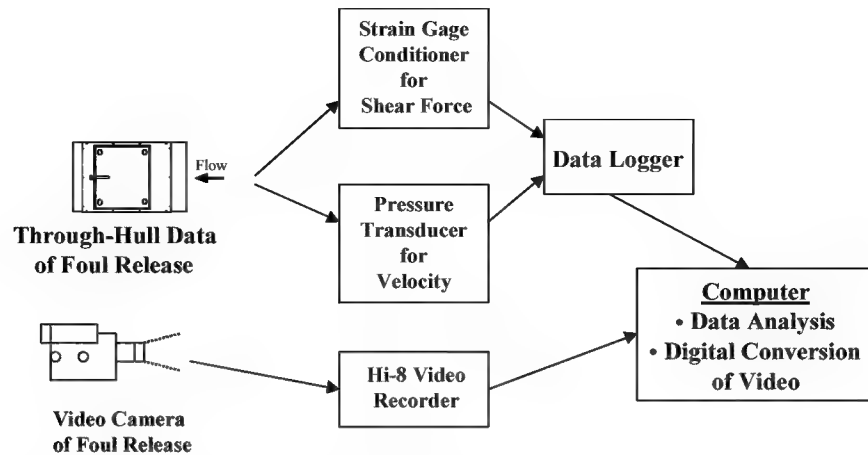 Strain Gage
Conditioner
for
Shear Force
Flow
Data Logger
Through-Hull Data
of Foul Release
Pressure
Transducer
for
Velocity
Computer
• Data Analysis
• Digital Conversion
of Video
Hi-8 Video
Recorder
Video Camera
of Foul Release